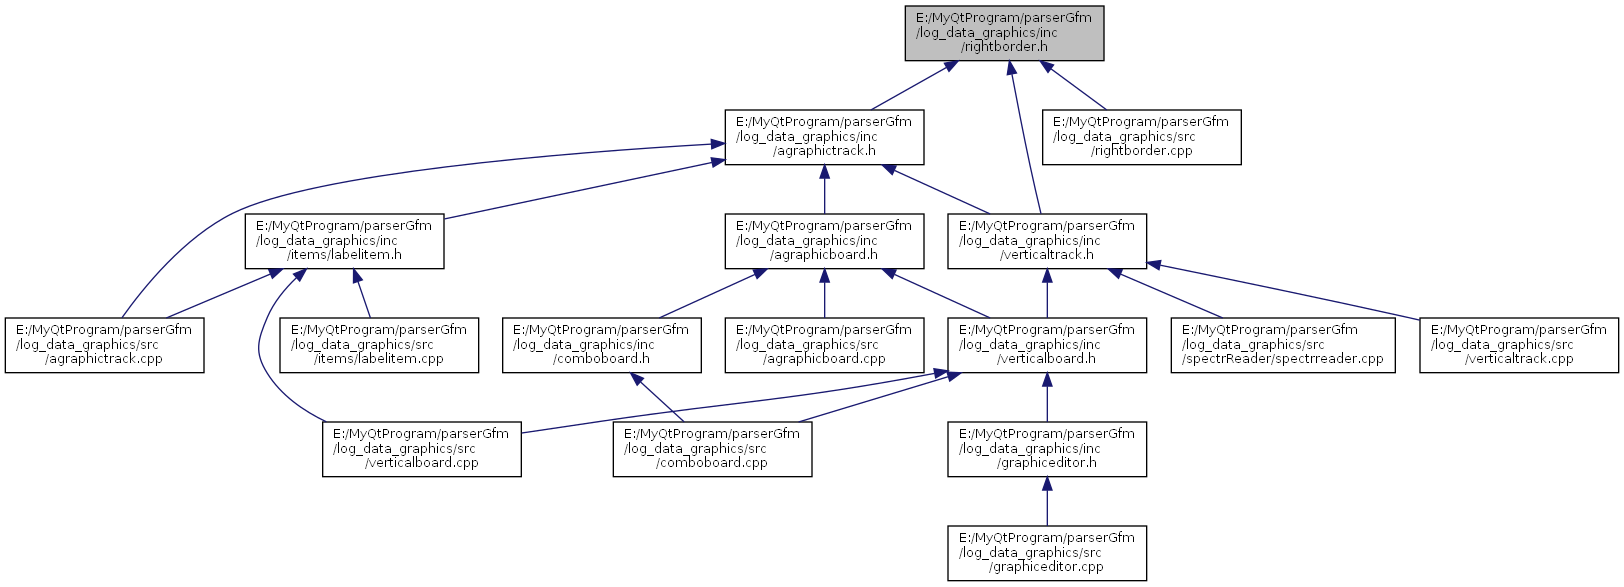 E:/MyQtProgram/parserGfm
/log_data_graphics/inc
/rightborder.h
E:/MyQtProgram/parserGfm
/log_data_graphics/inc
/agraphictrack.h
E:/MyQtProgram/parserGfm
/log_data_graphics/src
/rightborder.cpp
E:/MyQtProgram/parserGfm
/log_data_graphics/inc
/items/labelitem.h
E:/MyQtProgram/parserGfm
/log_data_graphics/inc
/agraphicboard.h
E:/MyQtProgram/parserGfm
/log_data_graphics/inc
/verticaltrack.h
E:/MyQtProgram/parserGfm
/log_data_graphics/src
/agraphictrack.cpp
E:/MyQtProgram/parserGfm
/log_data_graphics/src
/items/labelitem.cpp
E:/MyQtProgram/parserGfm
/log_data_graphics/inc
/comboboard.h
E:/MyQtProgram/parserGfm
/log_data_graphics/src
/agraphicboard.cpp
E:/MyQtProgram/parserGfm
/log_data_graphics/inc
/verticalboard.h
E:/MyQtProgram/parserGfm
/log_data_graphics/src
/spectrReader/spectrreader.cpp
E:/MyQtProgram/parserGfm
/log_data_graphics/src
/verticaltrack.cpp
E:/MyQtProgram/parserGfm
/log_data_graphics/src
/verticalboard.cpp
E:/MyQtProgram/parserGfm
/log_data_graphics/src
/comboboard.cpp
E:/MyQtProgram/parserGfm
/log_data_graphics/inc
/graphiceditor.h
E:/MyQtProgram/parserGfm
/log_data_graphics/src
/graphiceditor.cpp